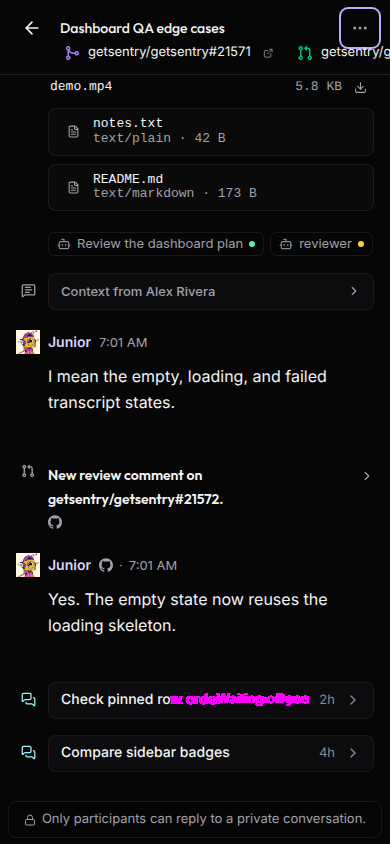 Dashboard QA edge cases
getsentry/getsentry#21571 getsentry/g
demo.mp4 5.8 KB
notes.txt
text/plain · 42 B
README.md
text/markdown · 173 B
Review the dashboard plan reviewer
Context from Alex Rivera
Junior 7:01 AM
I mean the empty, loading, and failed
transcript states.
New review comment on
getsentry/getsentry#21572.
Junior · 7:01 AM
Yes. The empty state now reuses the
loading skeleton.
Check pinned 2h
Compare sidebar badges 4h
Only participants can reply to a private conversation.